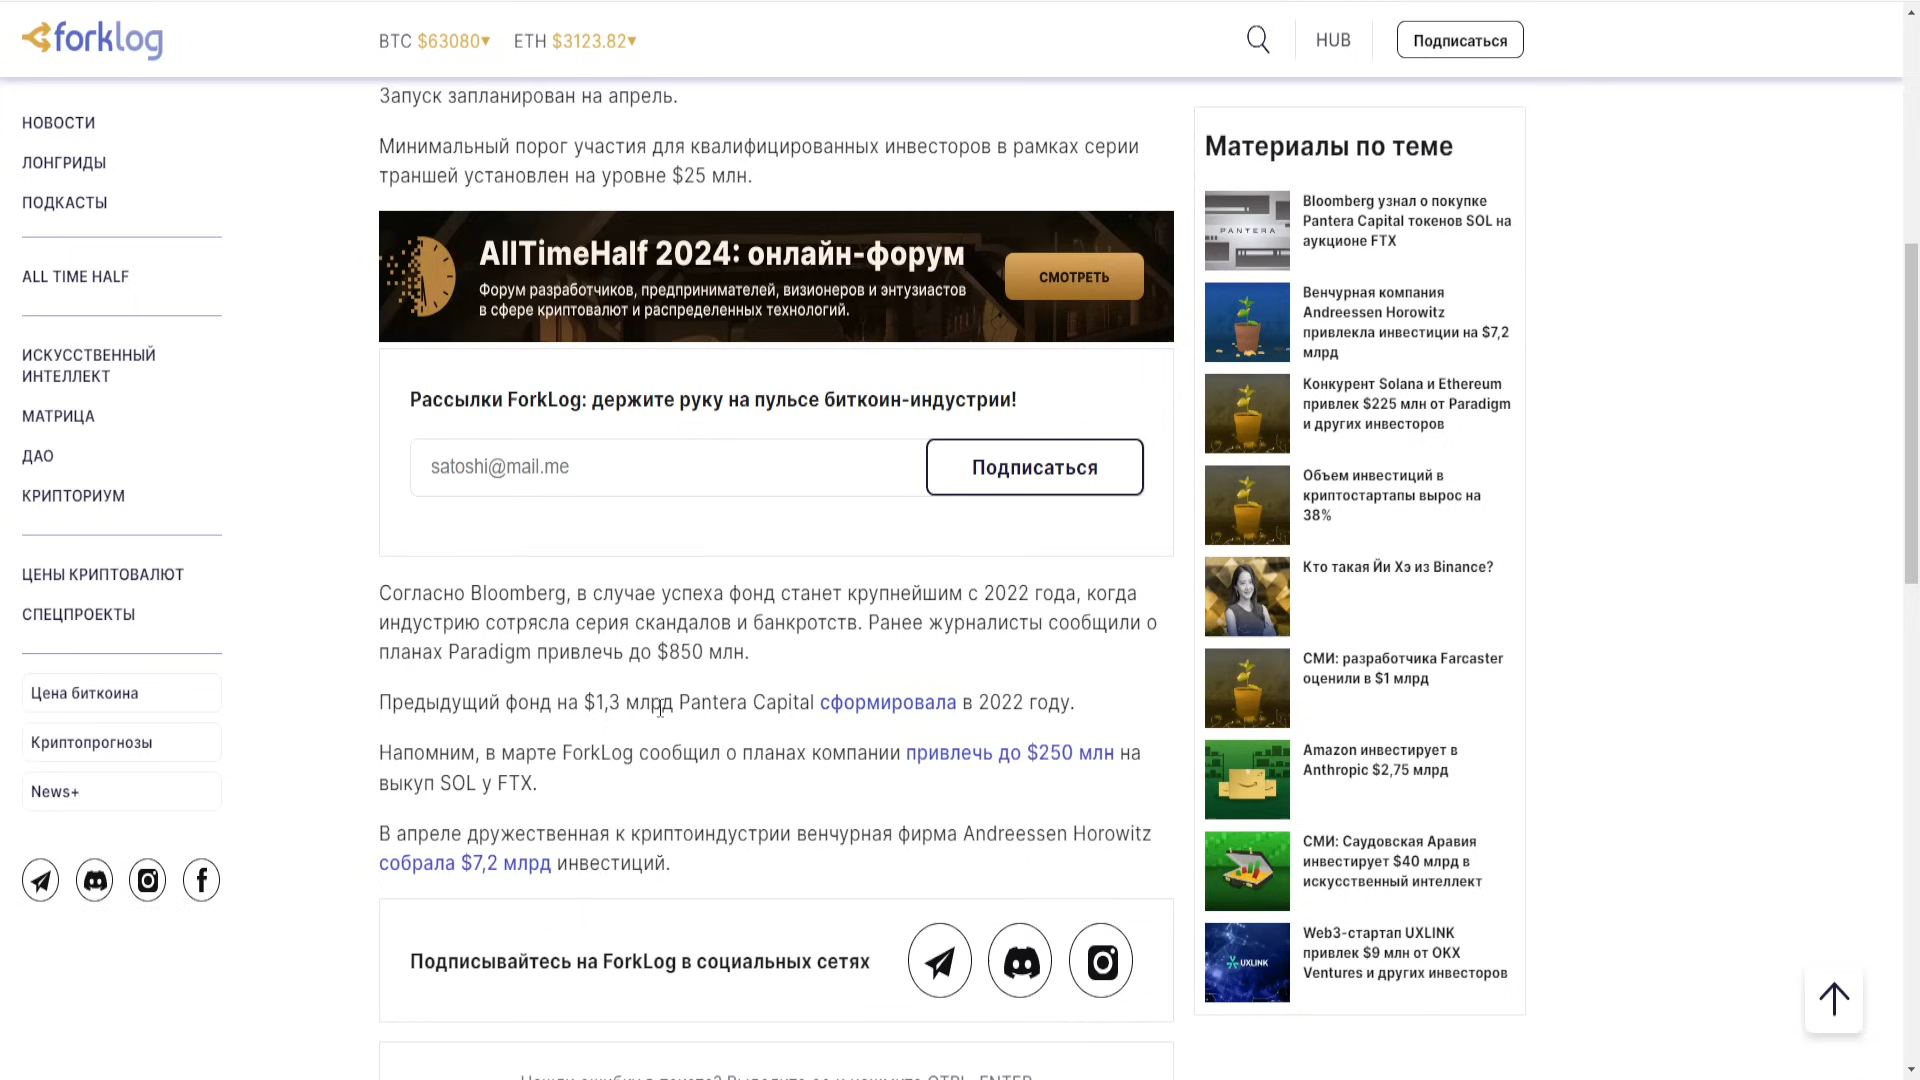 forklog
BTC $63080▼ ETH $3123.82▼
HUB
Подписаться
НОВОСТИ
ЛОНГРИДЫ
ПОДКАСТЫ
ALL TIME HALF
ИСКУССТВЕННЫЙ
ИНТЕЛЛЕКТ
МАТРИЦА
ДАО
КРИПТОРИУМ
ЦЕНЫ КРИПТОВАЛЮТ
СПЕЦПРОЕКТЫ
Цена биткоина
Криптопрогнозы
News+
Запуск запланирован на апрель.
Минимальный порог участия для квалифицированных инвесторов в рамках серии
траншей установлен на уровне $25 млн.
AllTimeHalf 2024: онлайн-форум
Форум разработчиков, предпринимателей, визионеров и энтузиастов
в сфере криптовалют и распределенных технологий.
СМОТРЕТЬ
Рассылки ForkLog: держите руку на пульсе биткоин-индустрии!
satoshi@mail.me
Подписаться
Согласно Bloomberg, в случае успеха фонд станет крупнейшим с 2022 года, когда
индустрию сотрясла серия скандалов и банкротств. Ранее журналисты сообщили о
планах Paradigm привлечь до $850 млн.
Предыдущий фонд на $1,3 млрд Pantera Capital сформировала в 2022 году.
Напомним, в марте ForkLog сообщил о планах компании привлечь до $250 млн на
выкуп SOL у FTX.
В апреле дружественная к криптоиндустрии венчурная фирма Andreessen Horowitz
собрала $7,2 млрд инвестиций.
Подписывайтесь на ForkLog в социальных сетях
Нашли ошибку в тексте? Выделите ее и нажмите CTRL+ENTER
Материалы по теме
PANTERA
Bloomberg узнал о покупке
Pantera Capital токенов SOL на
аукционе FTX
Венчурная компания
Andreessen Horowitz
привлекла инвестиции на $7,2
млрд
Конкурент Solana и Ethereum
привлек $225 млн от Paradigm
и других инвесторов
Объем инвестиций в
криптостартапы вырос на
38%
Кто такая Йи Хэ из Binance?
СМИ: разработчика Farcaster
оценили в $1 млрд
Amazon инвестирует в
Anthropic $2,75 млрд
СМИ: Саудовская Аравия
инвестирует $40 млрд в
искусственный интеллект
UXLINK
Web3-стартап UXLINK
привлек $9 млн от OKX
Ventures и других инвесторов